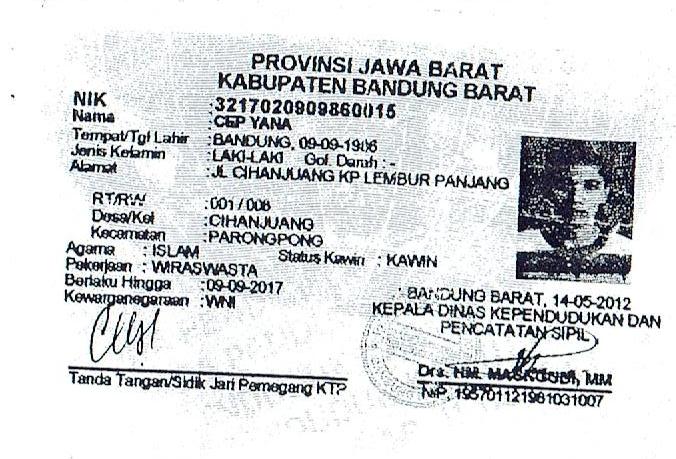 PROVINSI JAWA BARAT
KABUPATEN BANDUNG BARAT
NIK :3217020909860015
Nama :CEP YANA
Tempat/Tgl Lahir :BANDUNG, 09-09-1986
Jenis Kelamin :LAKI-LAKI Gol. Darah : -
Alamat :JL CIHANJUANG KP LEMBUR PANJANG
RT/RW :001 / 006
Desa/Kel :CIHANJUANG
Kecamatan :PARONGPONG
Agama : ISLAM Status Kawin : KAWIN
Pekerjaan : WIRASWASTA
Berlaku Hingga :09-09-2017
Kewarganegaraan :WNI
BANDUNG BARAT, 14-05-2012
KEPALA DINAS KEPENDUDUKAN DAN
PENCATATAN SIPIL
Tanda Tangan/Sidik Jari Pemegang KTP
Drs. HM. MM
NIP. 195701121981031007